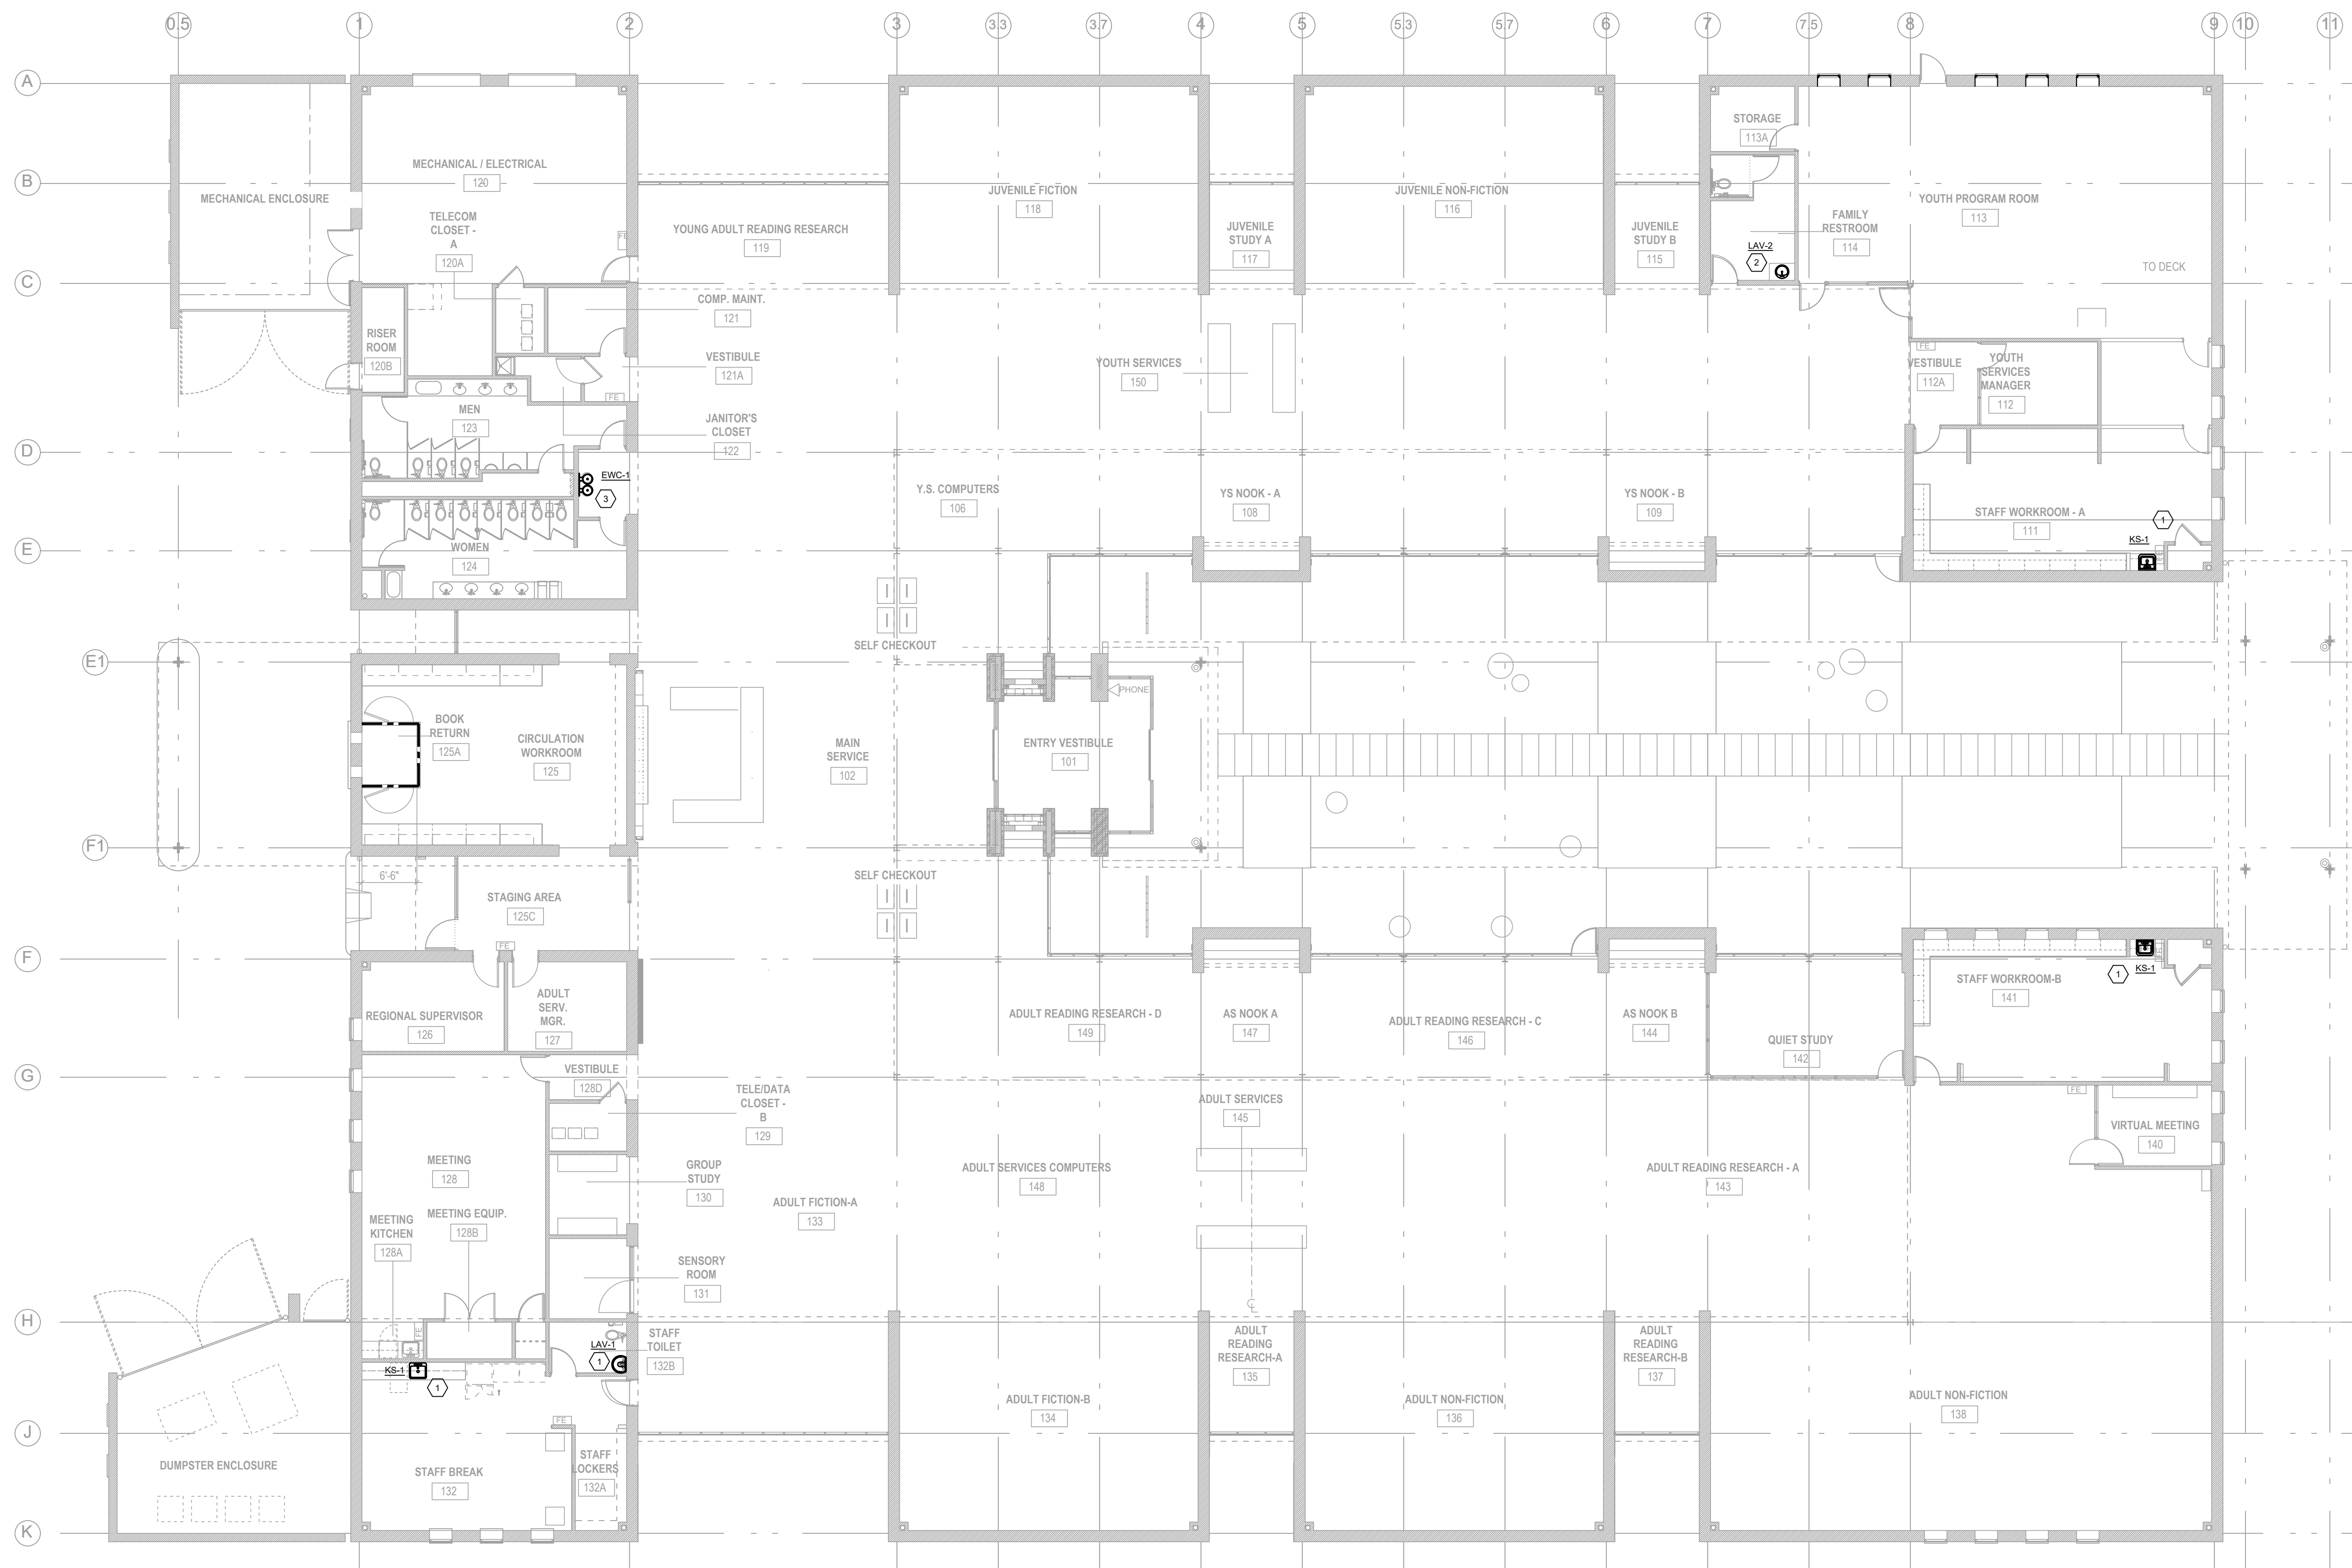 0.5
1
2
3
3.3
3.7
4
5
5.3
5.7
6
7
7.5
8
9
10
11
A
B
C
D
E
E1
F1
F
G
H
J
K
MECHANICAL ENCLOSURE
MECHANICAL / ELECTRICAL
120
TELECOM
CLOSET -
A
120A
FE
YOUNG ADULT READING RESEARCH
119
JUVENILE FICTION
118
JUVENILE
STUDY A
117
JUVENILE NON-FICTION
116
JUVENILE
STUDY B
115
STORAGE
113A
LAV-2
2
FAMILY
RESTROOM
114
YOUTH PROGRAM ROOM
113
TO DECK
RISER
ROOM
120B
COMP. MAINT.
121
VESTIBULE
121A
FE
JANITOR'S
CLOSET
122
MEN
123
EWC-1
3
WOMEN
124
YOUTH SERVICES
150
FE
VESTIBULE
112A
YOUTH
SERVICES
MANAGER
112
Y.S. COMPUTERS
106
YS NOOK - A
108
YS NOOK - B
109
STAFF WORKROOM - A
111
1
KS-1
SELF CHECKOUT
BOOK
RETURN
125A
CIRCULATION
WORKROOM
125
MAIN
SERVICE
102
ENTRY VESTIBULE
101
PHONE
6'-6"
STAGING AREA
125C
FE
SELF CHECKOUT
REGIONAL SUPERVISOR
126
ADULT
SERV.
MGR.
127
ADULT READING RESEARCH - D
149
AS NOOK A
147
ADULT READING RESEARCH - C
146
AS NOOK B
144
QUIET STUDY
142
STAFF WORKROOM-B
141
1
KS-1
VESTIBULE
128D
TELE/DATA
CLOSET -
B
129
ADULT SERVICES
145
FE
VIRTUAL MEETING
140
MEETING
128
GROUP
STUDY
130
ADULT FICTION-A
133
ADULT SERVICES COMPUTERS
148
ADULT READING RESEARCH - A
143
MEETING
KITCHEN
128A
MEETING EQUIP.
128B
SENSORY
ROOM
131
CL
FE
LAV-1
1
STAFF
TOILET
132B
KS-1
1
ADULT
READING
RESEARCH-A
135
ADULT
READING
RESEARCH-B
137
ADULT FICTION-B
134
ADULT NON-FICTION
136
ADULT NON-FICTION
138
FE
DUMPSTER ENCLOSURE
STAFF BREAK
132
STAFF
LOCKERS
132A